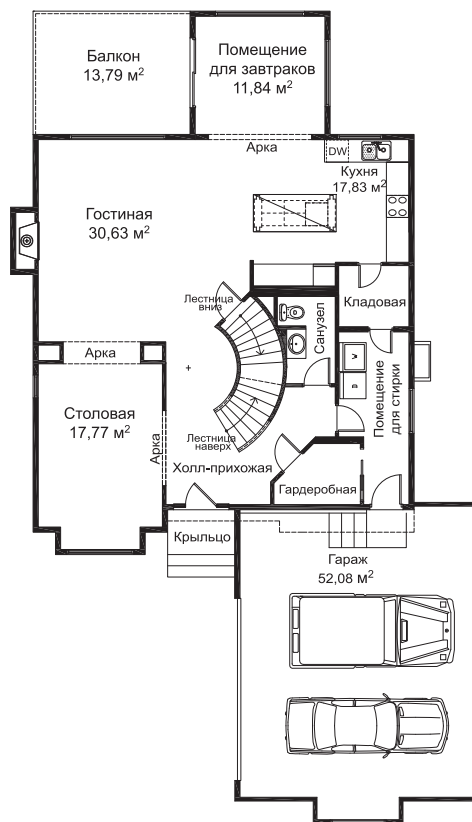 Балкон
13,79 м²
Помещение
для завтраков
11,84 м²
Арка
DW
Кухня
17,83 м²
Гостиная
30,63 м²
Лестница
вниз
Санузел
Кладовая
Арка
W
D
Помещение
для стирки
Столовая
17,77 м²
Арка
Лестница
наверх
Холл-прихожая
Гардеробная
Крыльцо
Гараж
52,08 м²